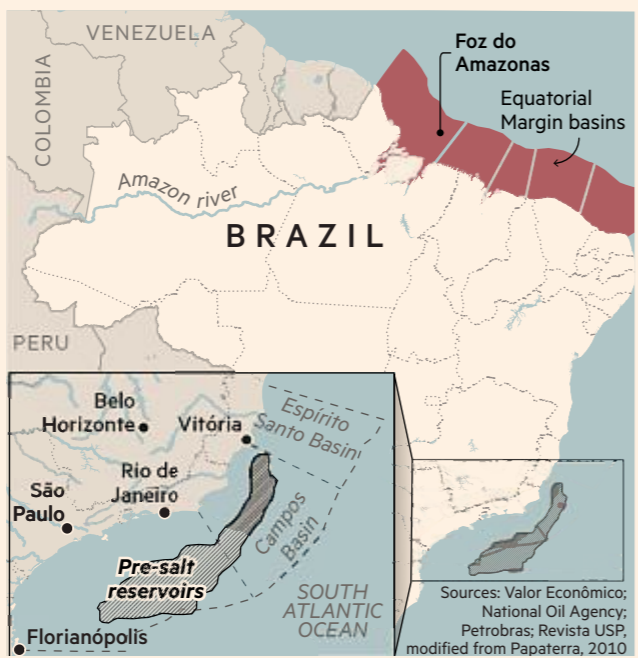 VENEZUELA
COLOMBIA
Foz do
Amazonas
Equatorial
Margin basins
Amazon river
BRAZIL
PERU
Belo
Horizonte
Vitória
Espírito
Santo Basin
Rio de
Janeiro
São
Paulo
Campos
Basin
Pre-salt
reservoirs
SOUTH
ATLANTIC
OCEAN
Florianópolis
Sources: Valor Econômico;
National Oil Agency;
Petrobras; Revista USP,
modified from Papaterra, 2010